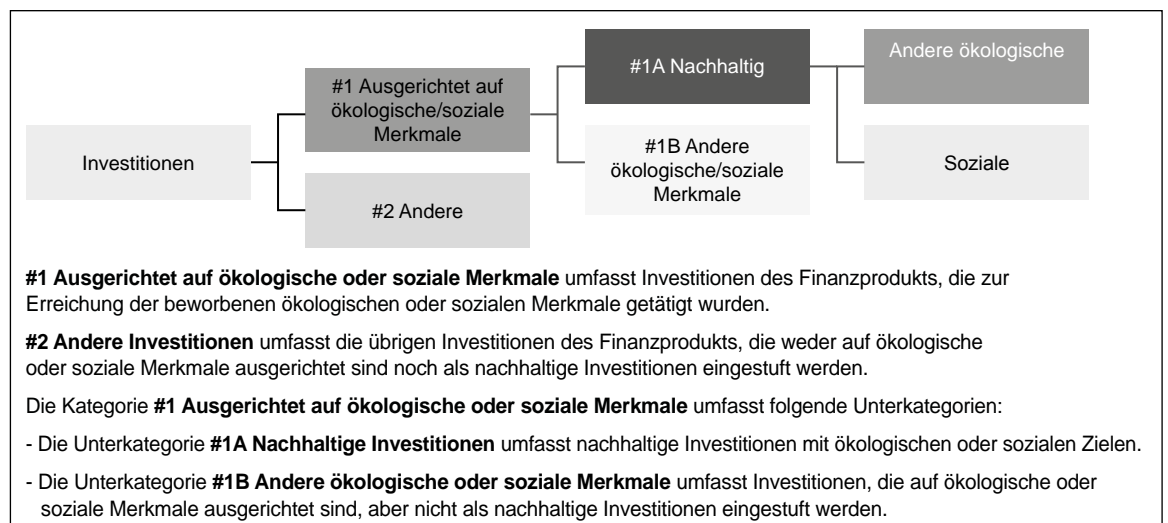 Investitionen
#1 Ausgerichtet auf
ökologische/soziale
Merkmale
#2 Andere
#1A Nachhaltig
#1B Andere
ökologische/soziale
Merkmale
Andere ökologische
Soziale
#1 Ausgerichtet auf ökologische oder soziale Merkmale umfasst Investitionen des Finanzprodukts, die zur
Erreichung der beworbenen ökologischen oder sozialen Merkmale getätigt wurden.
#2 Andere Investitionen umfasst die übrigen Investitionen des Finanzprodukts, die weder auf ökologische
oder soziale Merkmale ausgerichtet sind noch als nachhaltige Investitionen eingestuft werden.
Die Kategorie #1 Ausgerichtet auf ökologische oder soziale Merkmale umfasst folgende Unterkategorien:
- Die Unterkategorie #1A Nachhaltige Investitionen umfasst nachhaltige Investitionen mit ökologischen oder sozialen Zielen.
- Die Unterkategorie #1B Andere ökologische oder soziale Merkmale umfasst Investitionen, die auf ökologische oder
soziale Merkmale ausgerichtet sind, aber nicht als nachhaltige Investitionen eingestuft werden.